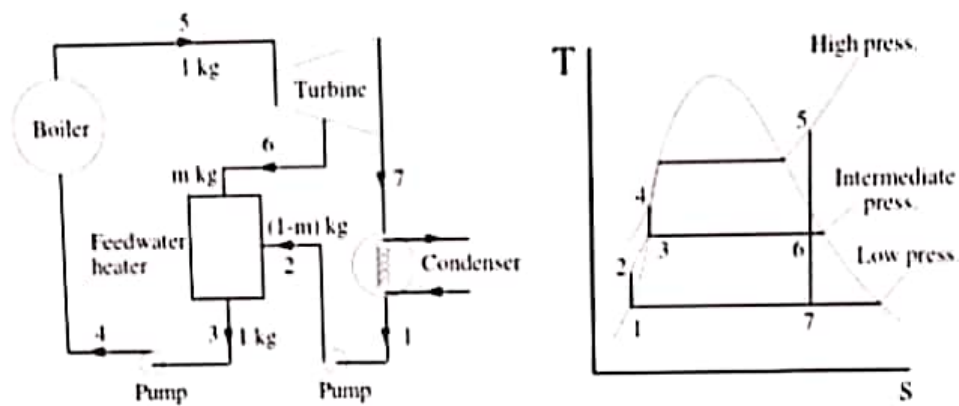 5
1 kg
Turbine
Boiler
6
m kg
7
(1-m) kg
Feedwater
heater
2
Condenser
3
1 kg
4
1
Pump
Pump
T
High press.
5
Intermediate
press.
4
3
6
Low press.
2
1
7
S